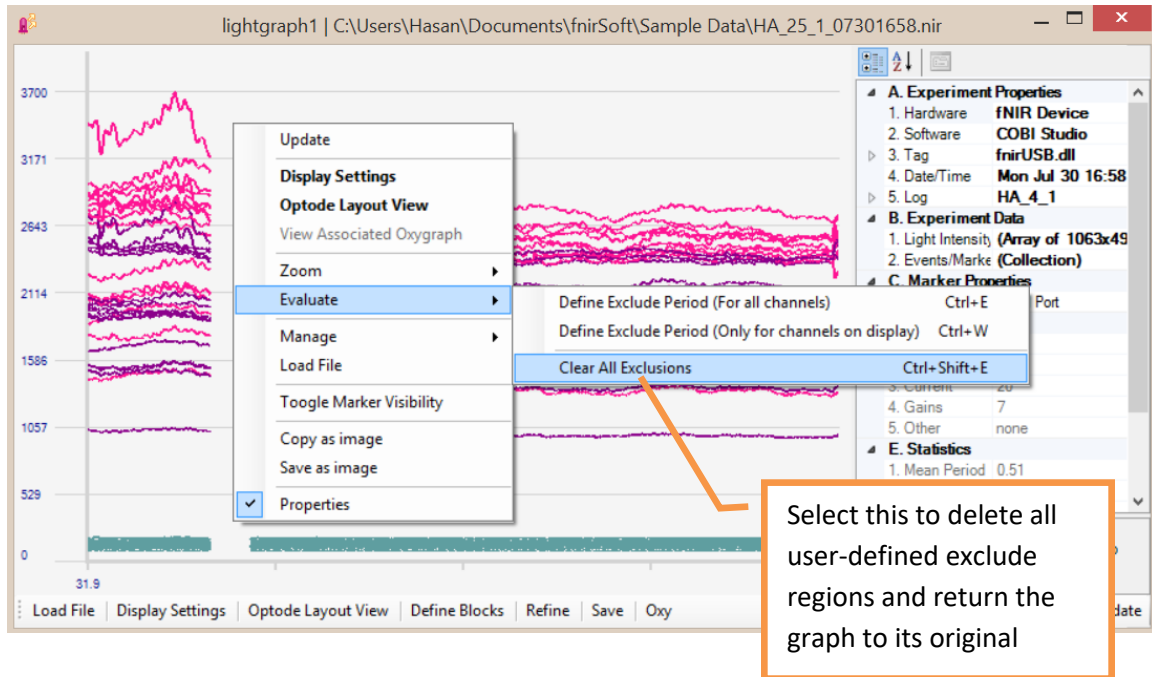 lightgraph1 | C:\Users\Hasan\Documents\fnirSoft\Sample Data\HA_25_1_07301658.nir
3700
3171
2643
2114
1586
1057
529
0
31.9
Update
Display Settings
Optode Layout View
View Associated Oxygraph
Zoom
Evaluate
Manage
Load File
Toogle Marker Visibility
Copy as image
Save as image
Properties
Define Exclude Period (For all channels) Ctrl+E
Define Exclude Period (Only for channels on display) Ctrl+W
Clear All Exclusions Ctrl+Shift+E
A. Experiment Properties
1. Hardware fNIR Device
2. Software COBI Studio
3. Tag fnirUSB.dll
4. Date/Time Mon Jul 30 16:58
5. Log HA_4_1
B. Experiment Data
1. Light Intensity (Array of 1063x49
2. Events/Marke (Collection)
C. Marker Properties
Port
3. Current 20
4. Gains 7
5. Other none
E. Statistics
1. Mean Period 0.51
Select this to delete all
user-defined exclude
regions and return the
graph to its original
Load File Display Settings Optode Layout View Define Blocks Refine Save Oxy date